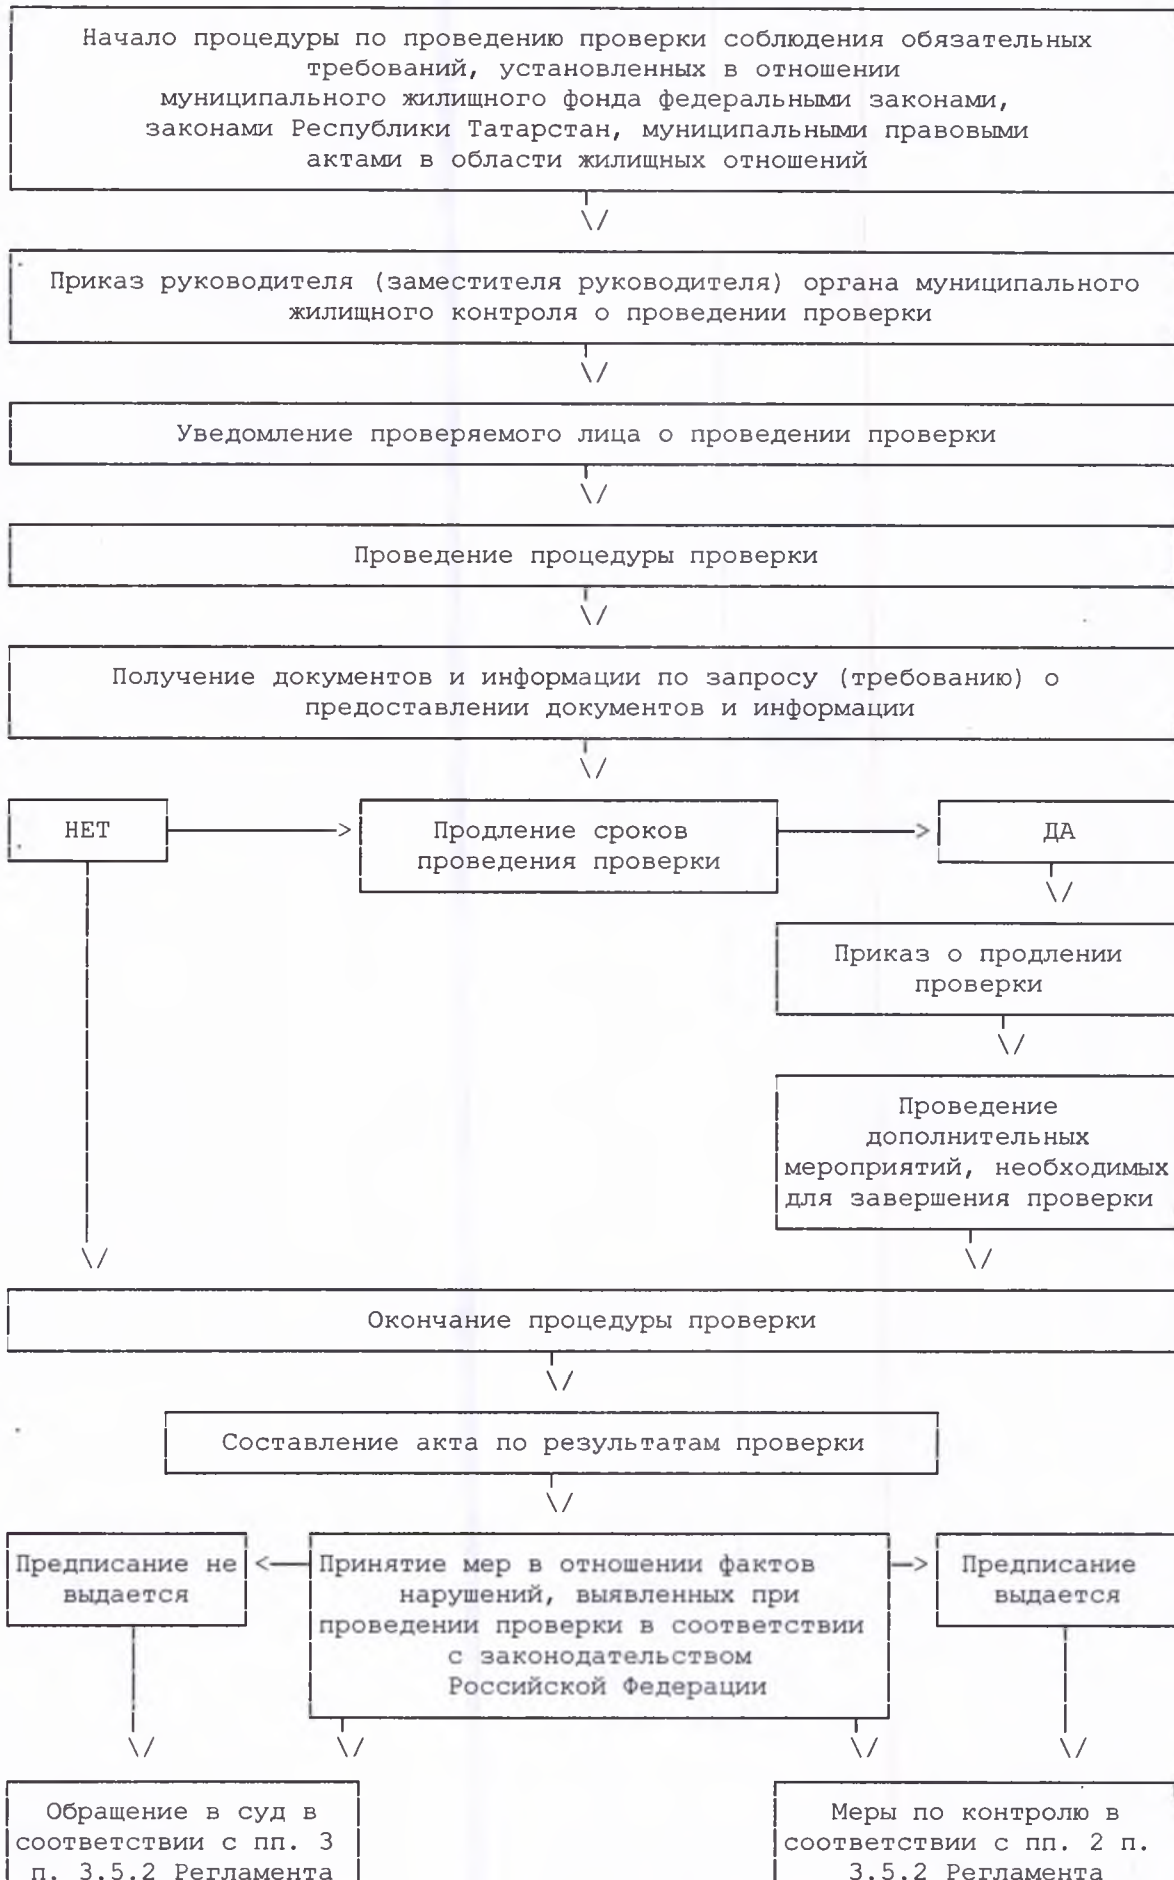 Начало процедуры по проведению проверки соблюдения обязательных
требований, установленных в отношении
муниципального жилищного фонда федеральными законами,
законами Республики Татарстан, муниципальными правовыми
актами в области жилищных отношений
Приказ руководителя (заместителя руководителя) органа муниципального
жилищного контроля о проведении проверки
Уведомление проверяемого лица о проведении проверки
Проведение процедуры проверки
Получение документов и информации по запросу (требованию) о
предоставлении документов и информации
НЕТ
Продление сроков
проведения проверки
ДА
Приказ о продлении
проверки
Проведение
дополнительных
мероприятий, необходимых
для завершения проверки
Окончание процедуры проверки
Составление акта по результатам проверки
Предписание не
выдается
Принятие мер в отношении фактов
нарушений, выявленных при
проведении проверки в соответствии
с законодательством
Российской Федерации
Предписание
выдается
Обращение в суд в
соответствии с пп. 3
п. 3.5.2 Регламента
Меры по контролю в
соответствии с пп. 2 п.
3.5.2 Регламента